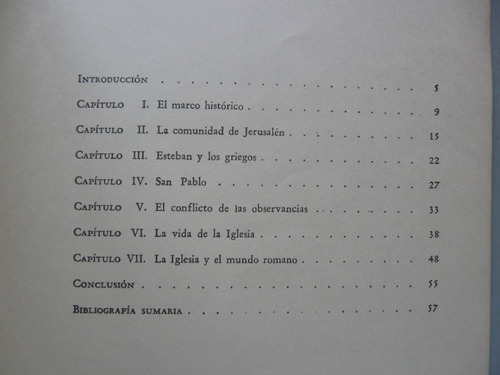 INTRODUCCIÓN . . . . . . . . . . . . . . . 5
CAPÍTULO I. El marco histórico . . . . . . . . . . 9
CAPÍTULO II. La comunidad de Jerusalén . . . . . . . 15
CAPÍTULO III. Esteban y los griegos . . . . . . . . . 22
CAPÍTULO IV. San Pablo . . . . . . . . . . . . 27
CAPÍTULO V. El conflicto de las observancias . . . . . . 33
CAPÍTULO VI. La vida de la Iglesia . . . . . . . . . 38
CAPÍTULO VII. La Iglesia y el mundo romano . . . . . . 48
CONCLUSIÓN . . . . . . . . . . . . . . . . 55
BIBLIOGRAFÍA SUMARIA . . . . . . . . . . . . . 57